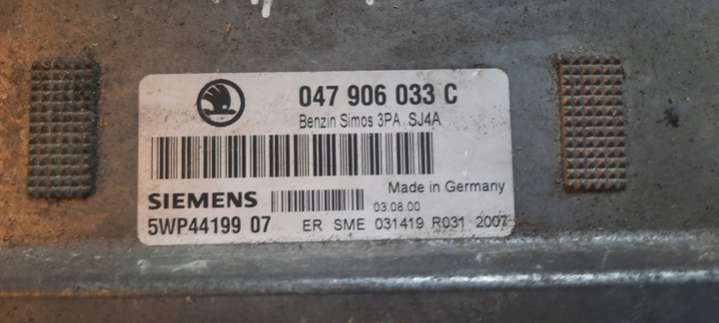 047 906 033 C
Benzin Simos 3PA SJ4A
SIEMENS
Made in Germany
03.08.00
5WP44199 07 ER SME 031419 R031 2007